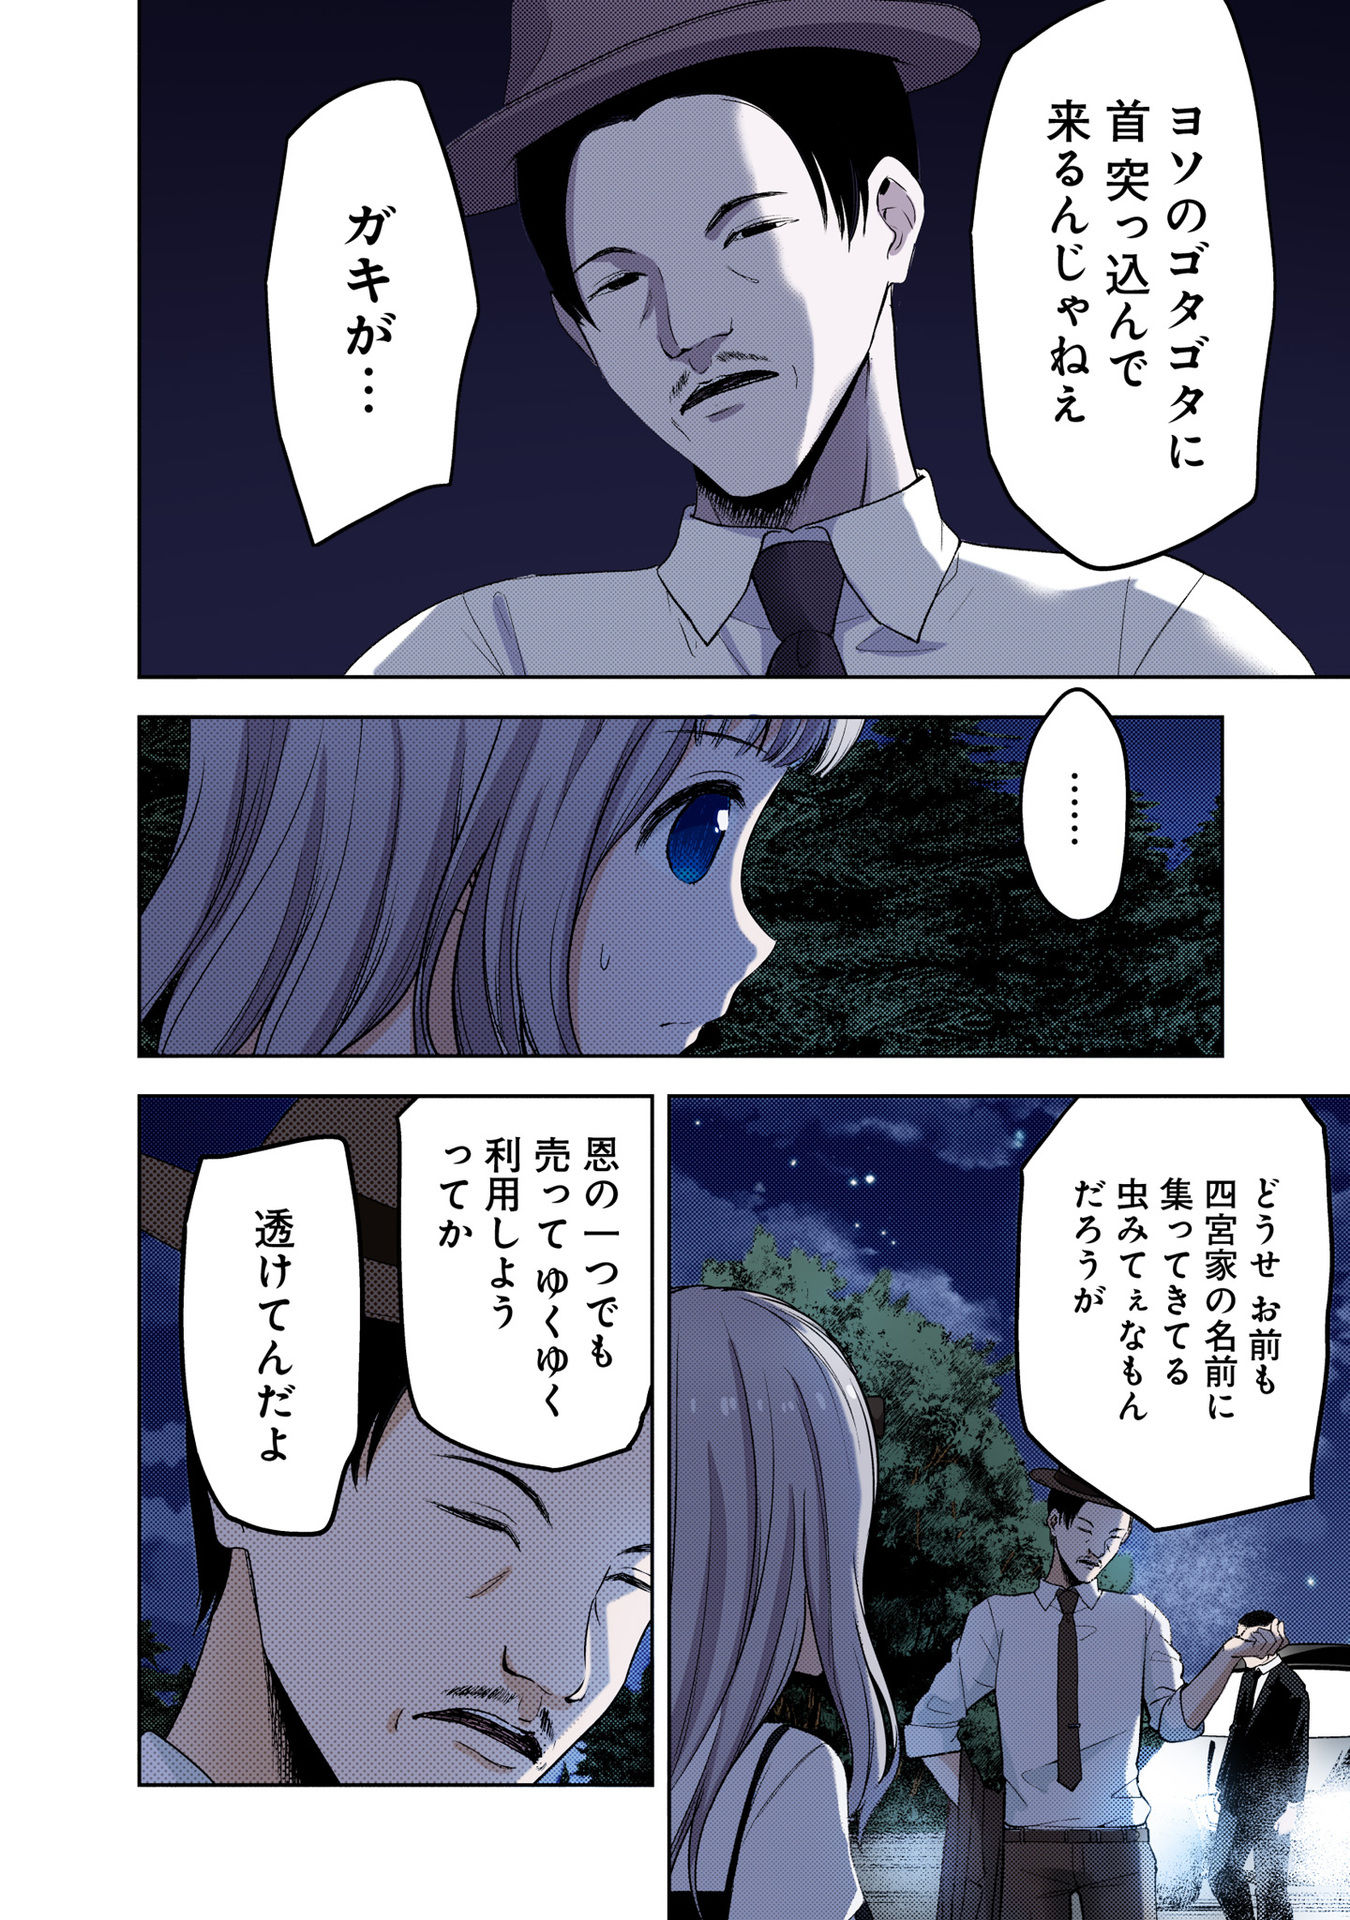 ヨソのゴタゴタに
首突っ込んで
来るんじゃねえ
ガキが…
……
どうせお前も
四宮家の名前に
集ってきてる
虫みてぇなもん
だろうが
恩の一つでも
売ってゆくゆく
利用しよう
ってか
透けてんだよ